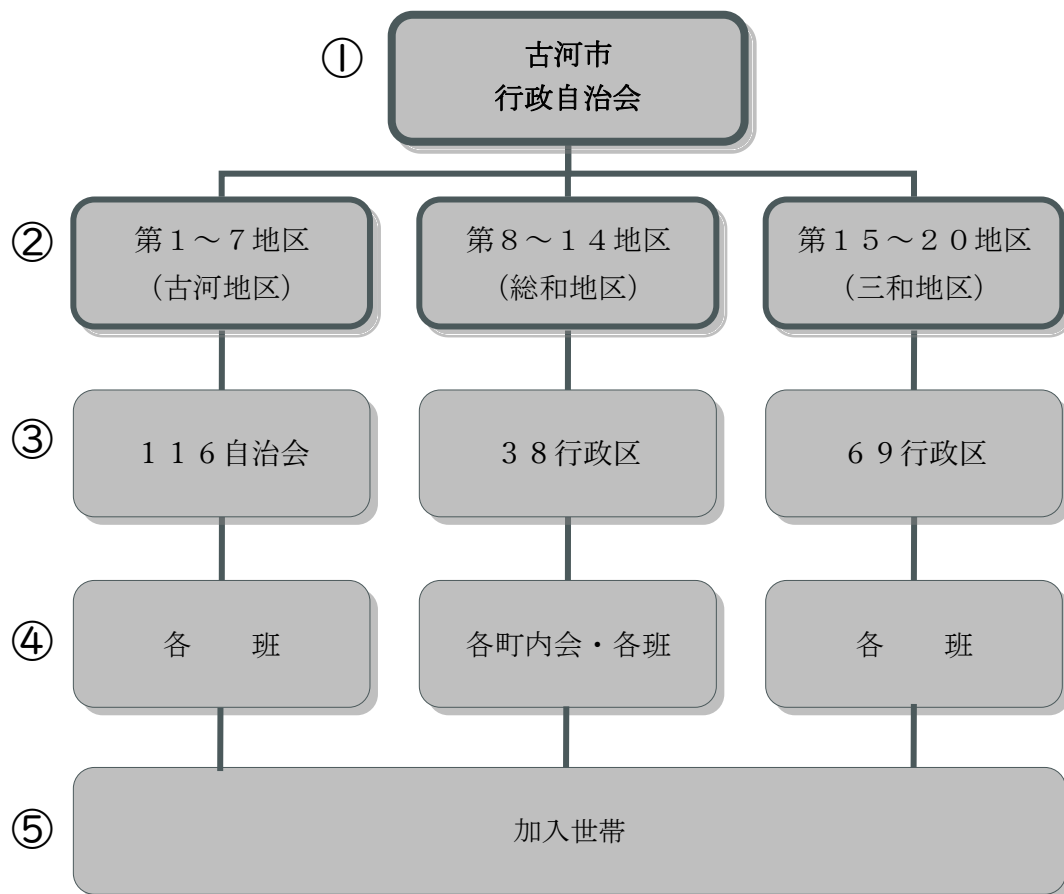 ①
古河市
行政自治会
②
第１～７地区
（古河地区）
第８～１４地区
（総和地区）
第１５～２０地区
（三和地区）
③
１１６自治会
３８行政区
６９行政区
④
各　　班
各町内会・各班
各　　班
⑤
加入世帯